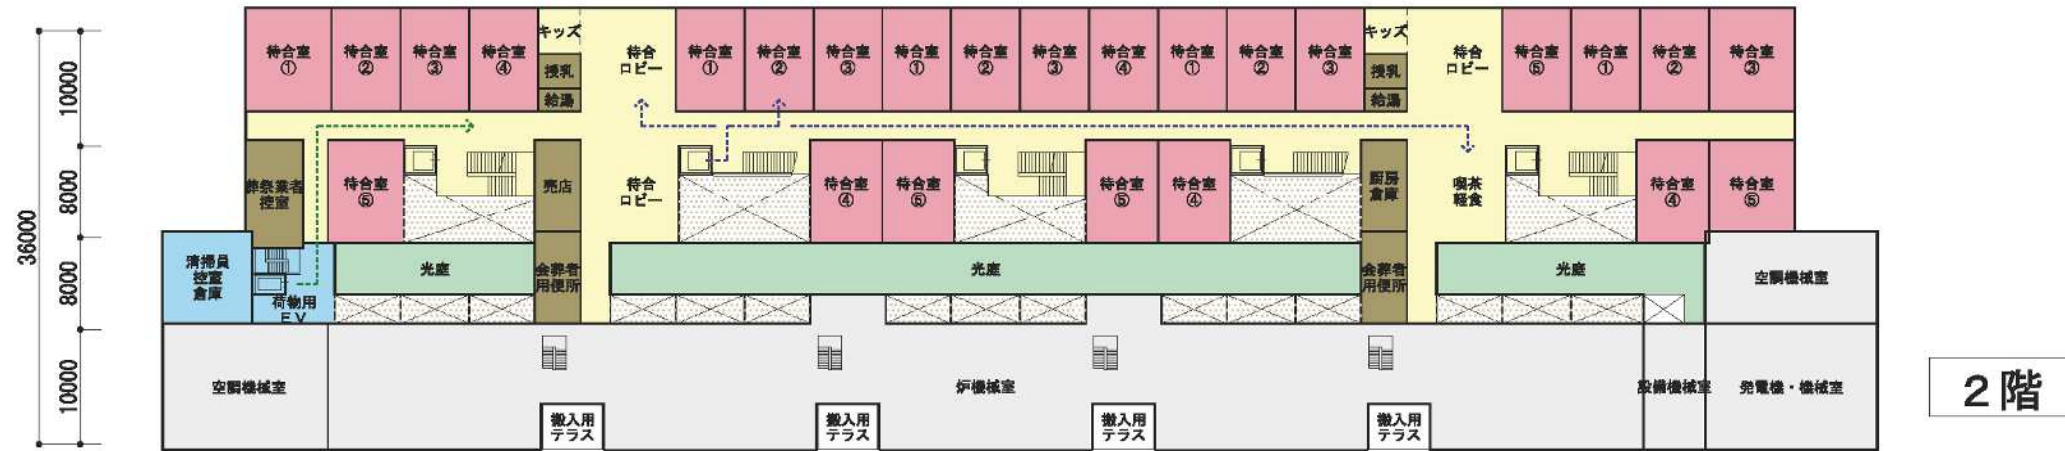 キッズ
キッズ
待合室
①
待合室
②
待合室
③
待合室
④
待合
ロビー
待合室
①
待合室
②
待合室
③
待合室
①
待合室
②
待合室
③
待合室
④
待合室
①
待合室
②
待合室
③
待合
ロビー
待合室
⑤
待合室
①
待合室
②
待合室
③
授乳
給湯
授乳
給湯
10000
8000
8000
10000
36000
葬祭業者
控室
待合室
⑤
売店
待合
ロビー
待合室
④
待合室
⑤
待合室
⑤
待合室
④
厨房
倉庫
喫茶
軽食
待合室
④
待合室
⑤
清掃員
控室
倉庫
荷物用
EV
光庭
会葬者
用便所
光庭
会葬者
用便所
光庭
空調機械室
空調機械室
炉機械室
設備機械室
発電機・機械室
搬入用
テラス
搬入用
テラス
搬入用
テラス
搬入用
テラス
2階